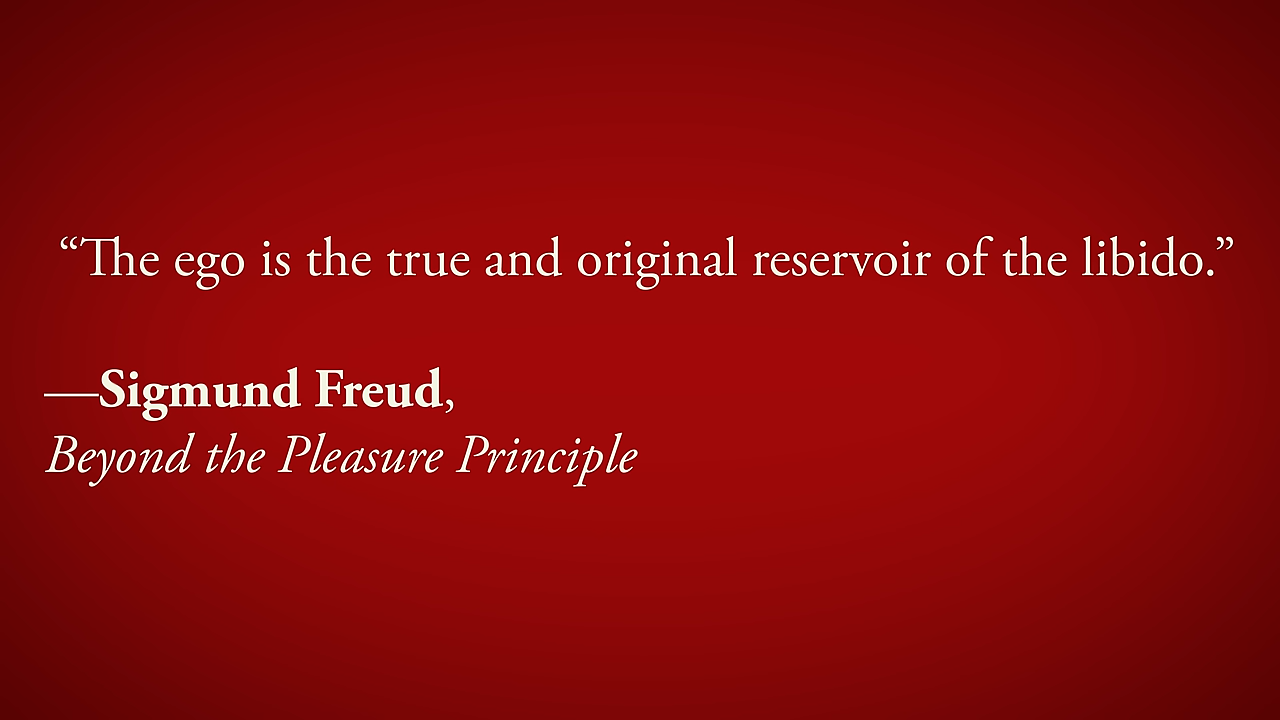 “The ego is the true and original reservoir of the libido.”
—Sigmund Freud,
Beyond the Pleasure Principle